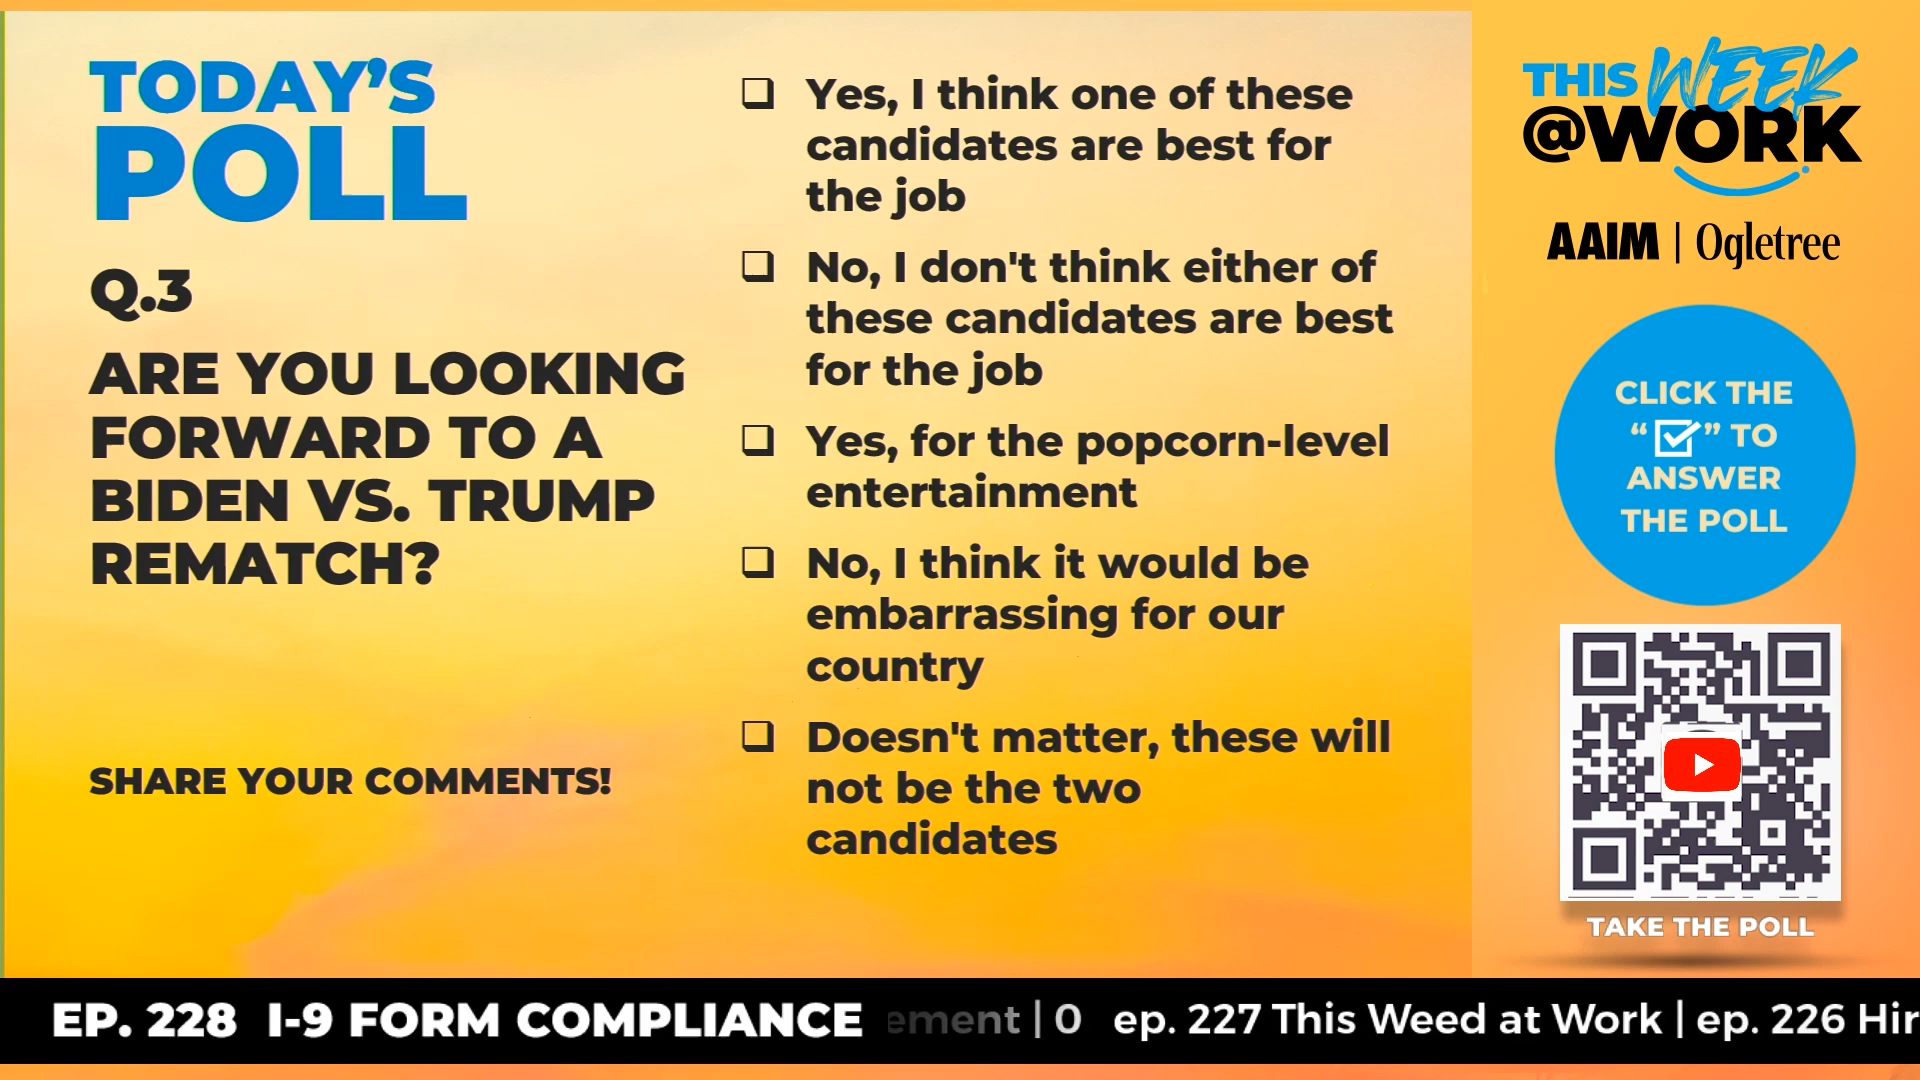 TODAY'S
POLL
Q.3
ARE YOU LOOKING
FORWARD TO A
BIDEN VS. TRUMP
REMATCH?
SHARE YOUR COMMENTS!
❑ Yes, I think one of these
candidates are best for
the job
❑ No, I don't think either of
these candidates are best
for the job
❑ Yes, for the popcorn-level
entertainment
❑ No, I think it would be
embarrassing for our
country
❑ Doesn't matter, these will
not be the two
candidates
THIS WEEK
@WORK
AAIM | Ogletree
CLICK THE
“☑” TO
ANSWER
THE POLL
TAKE THE POLL
EP. 228 I-9 FORM COMPLIANCE ement | 0 ep. 227 This Weed at Work | ep. 226 Hir